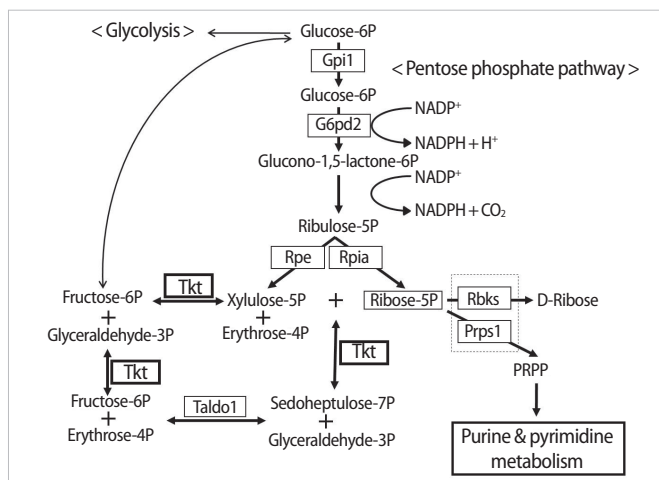 < Glycolysis >
Glucose-6P
Gpi1
< Pentose phosphate pathway >
Glucose-6P
NADP⁺
G6pd2
NADPH + H⁺
Glucono-1,5-lactone-6P
NADP⁺
NADPH + CO₂
Ribulose-5P
Rpe
Rpia
Fructose-6P
+
Glyceraldehyde-3P
Tkt
Xylulose-5P
+
Erythrose-4P
+
Ribose-5P
Rbks
D-Ribose
Prps1
Tkt
Tkt
PRPP
Fructose-6P
+
Erythrose-4P
Taldo1
Sedoheptulose-7P
+
Glyceraldehyde-3P
Purine & pyrimidine
metabolism